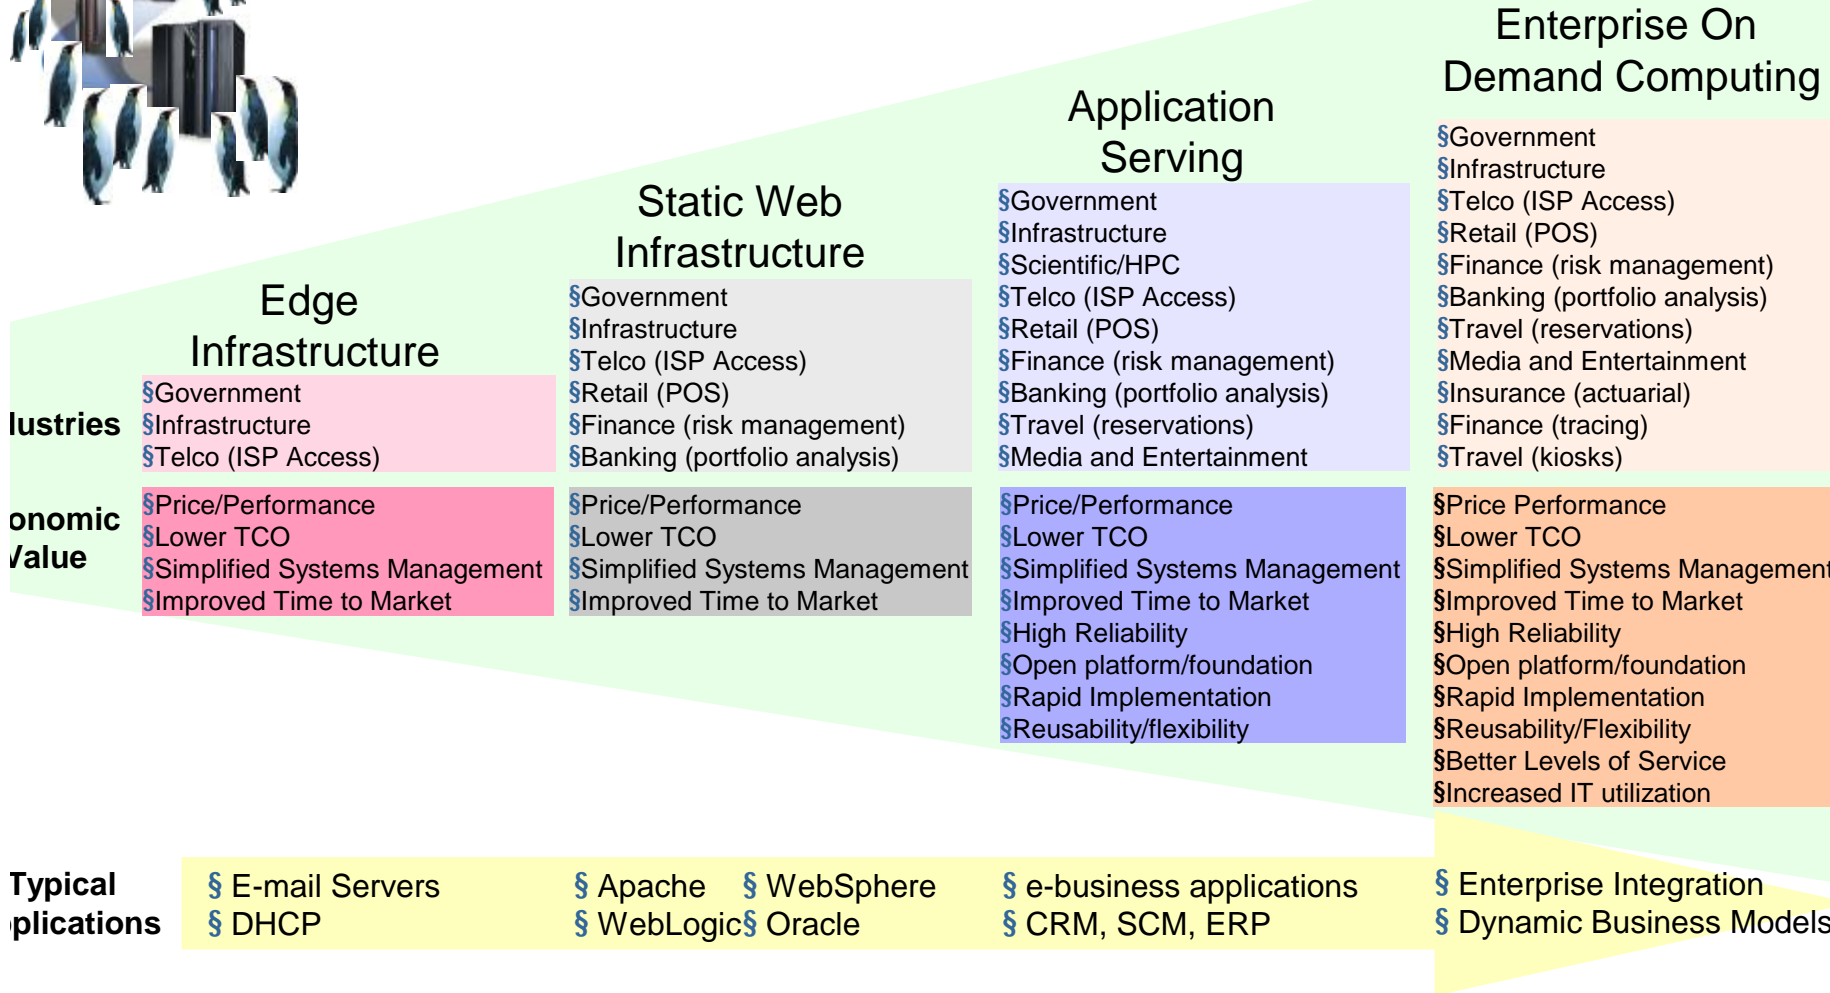 Enterprise On
Demand Computing
§Government
§Infrastructure
§Telco (ISP Access)
§Retail (POS)
§Finance (risk management)
§Banking (portfolio analysis)
§Travel (reservations)
§Media and Entertainment
§Insurance (actuarial)
§Finance (tracing)
§Travel (kiosks)
Application
Serving
§Government
§Infrastructure
§Scientific/HPC
§Telco (ISP Access)
§Retail (POS)
§Finance (risk management)
§Banking (portfolio analysis)
§Travel (reservations)
§Media and Entertainment
Static Web
Infrastructure
§Government
§Infrastructure
§Telco (ISP Access)
§Retail (POS)
§Finance (risk management)
§Banking (portfolio analysis)
Edge
Infrastructure
§Government
§Infrastructure
§Telco (ISP Access)
lustries
onomic
Value
§Price/Performance
§Lower TCO
§Simplified Systems Management
§Improved Time to Market
§Price/Performance
§Lower TCO
§Simplified Systems Management
§Improved Time to Market
§Price/Performance
§Lower TCO
§Simplified Systems Management
§Improved Time to Market
§High Reliability
§Open platform/foundation
§Rapid Implementation
§Reusability/flexibility
§Price Performance
§Lower TCO
§Simplified Systems Management
§Improved Time to Market
§High Reliability
§Open platform/foundation
§Rapid Implementation
§Reusability/Flexibility
§Better Levels of Service
§Increased IT utilization
Typical
plications
§ E-mail Servers
§ DHCP
§ Apache § WebSphere
§ WebLogic§ Oracle
§ e-business applications
§ CRM, SCM, ERP
§ Enterprise Integration
§ Dynamic Business Models